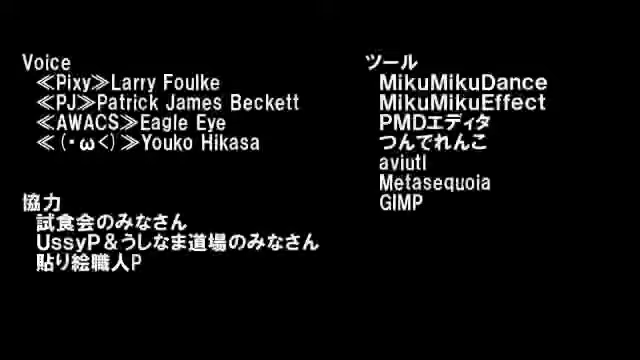 Voice
≪Pixy≫Larry Foulke
≪PJ≫Patrick James Beckett
≪AWACS≫Eagle Eye
≪(・ω<)≫Youko Hikasa
協力
試食会のみなさん
UssyP&うしなま道場のみなさん
貼り絵職人P
ツール
MikuMikuDance
MikuMikuEffect
PMDエディタ
つんでれんこ
aviutl
Metasequoia
GIMP